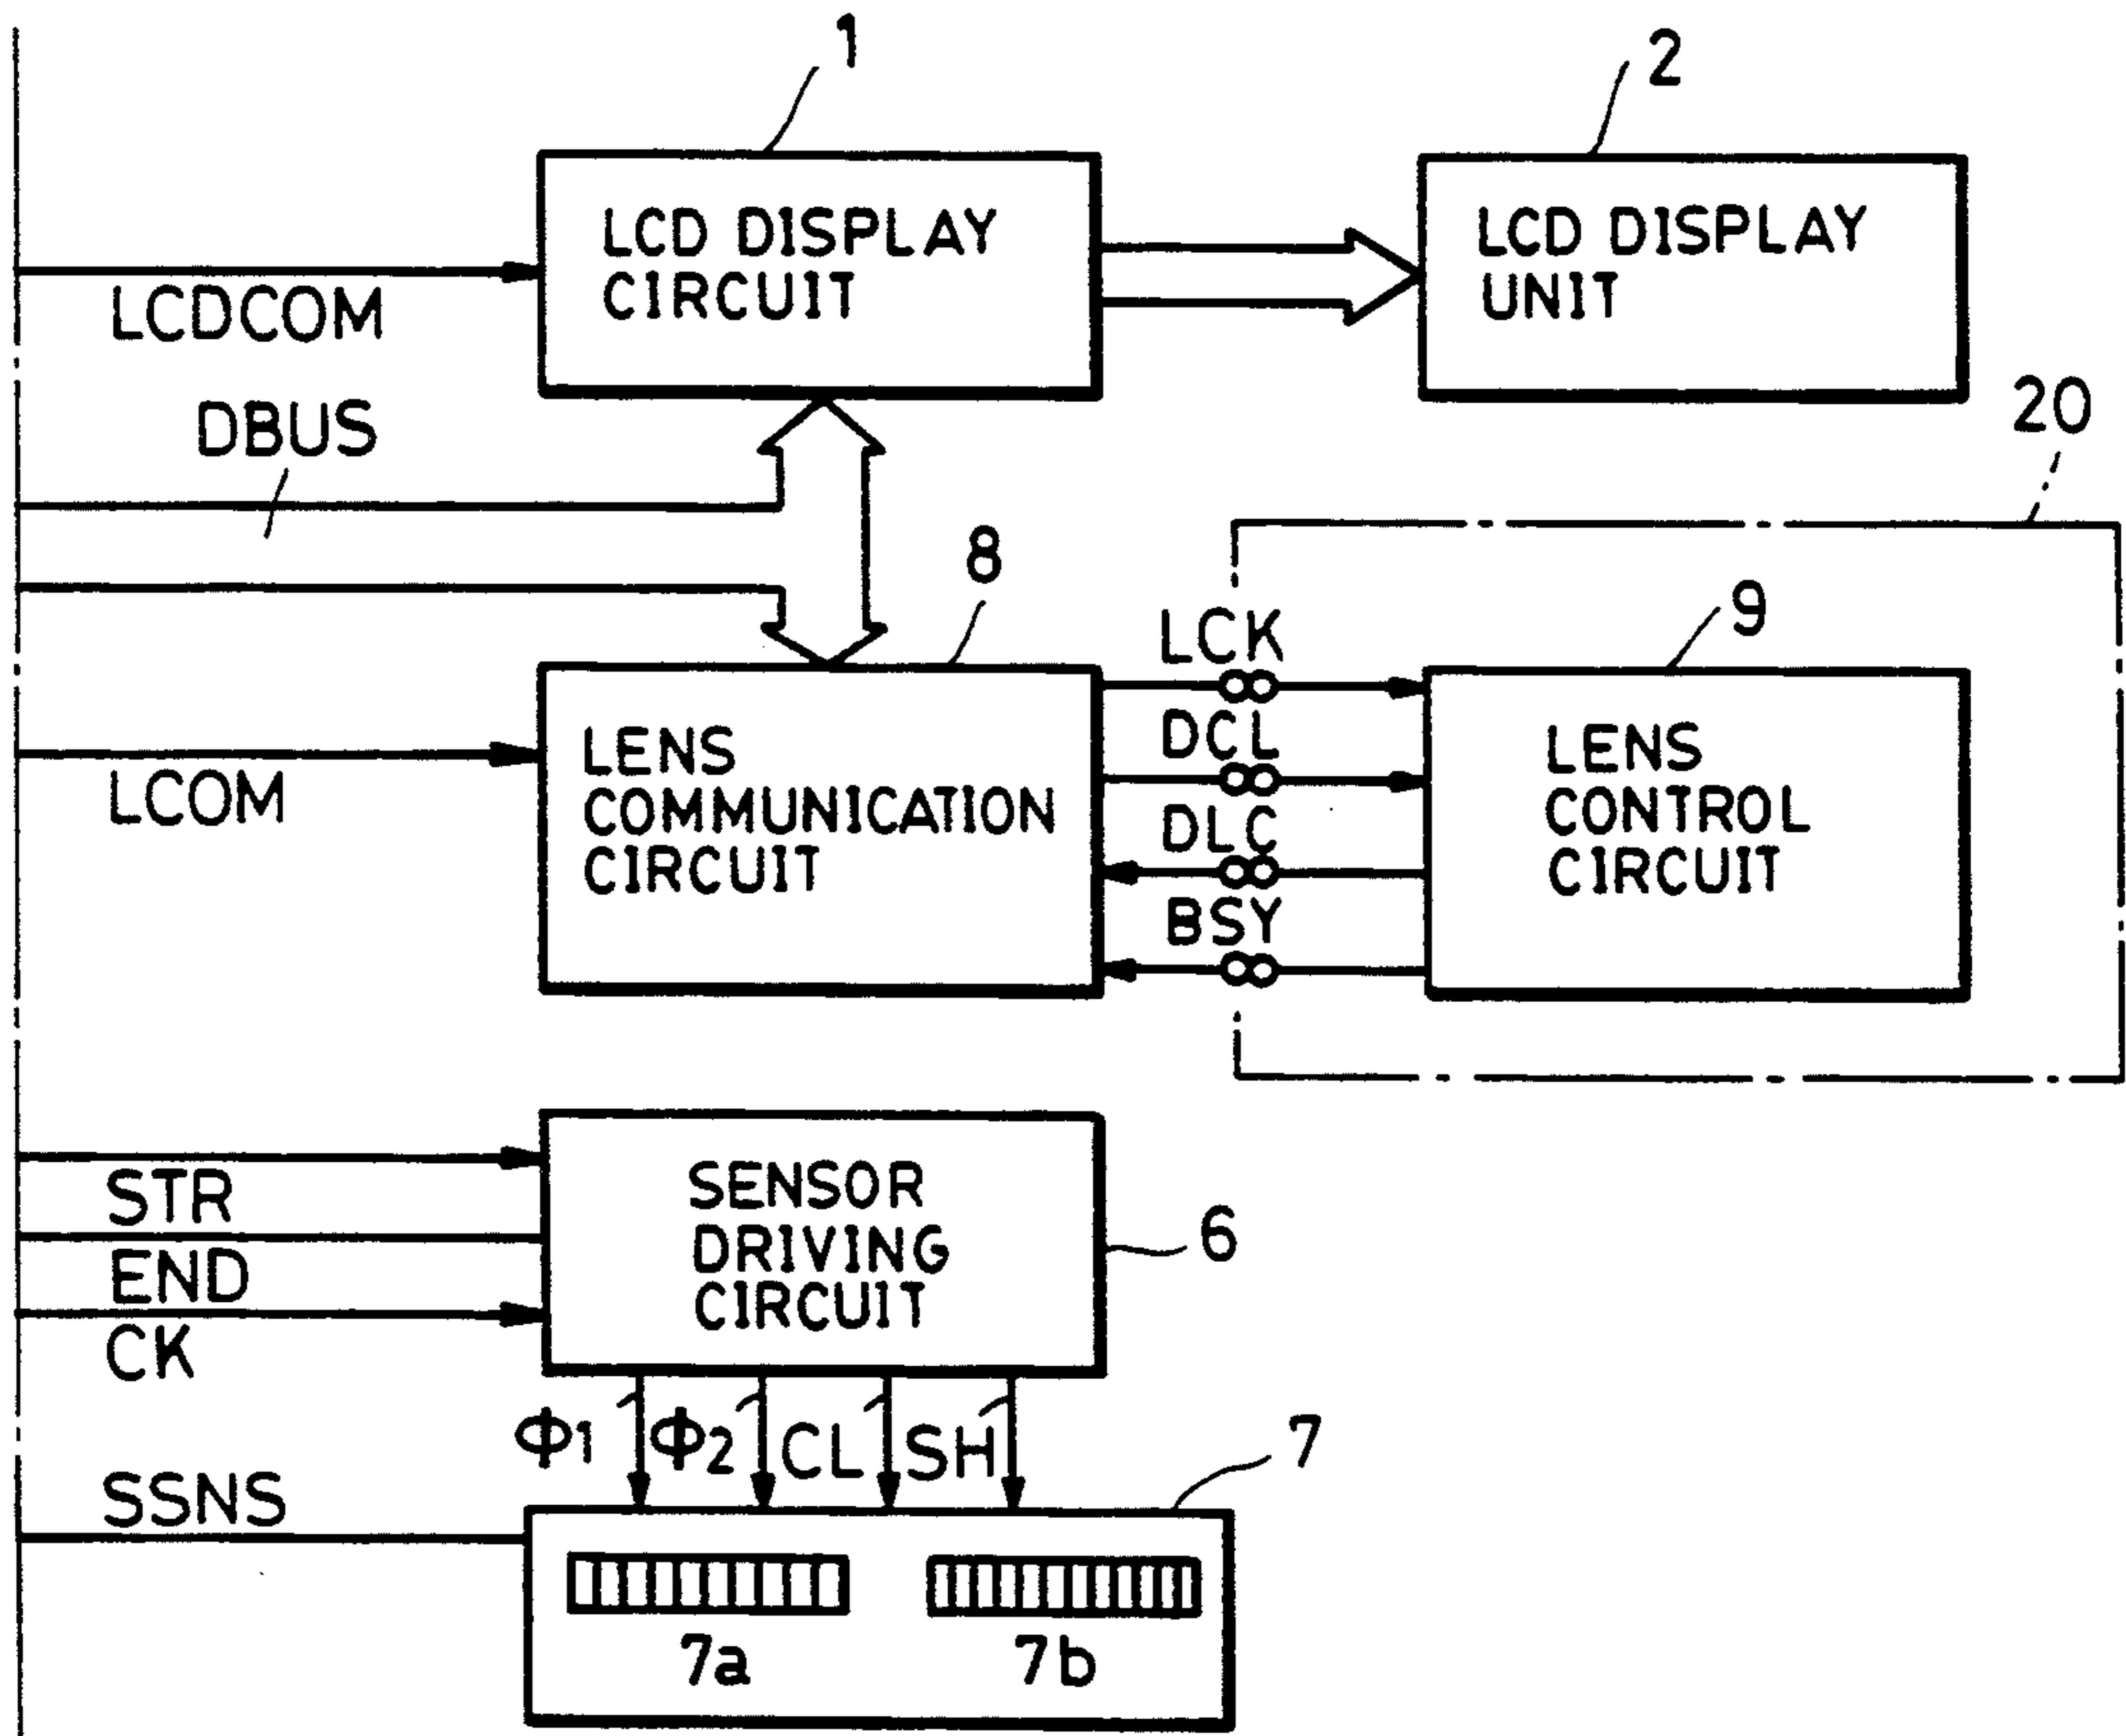 1
2
LCD DISPLAY
CIRCUIT
LCD DISPLAY
UNIT
LCDCOM
20
DBUS
8
9
LCK
DCL
DLC
BSY
LENS
COMMUNICATION
CIRCUIT
LENS
CONTROL
CIRCUIT
LCOM
STR
END
CK
SENSOR
DRIVING
CIRCUIT
6
Φ1
Φ2
CL
SH
7
SSNS
7a
7b